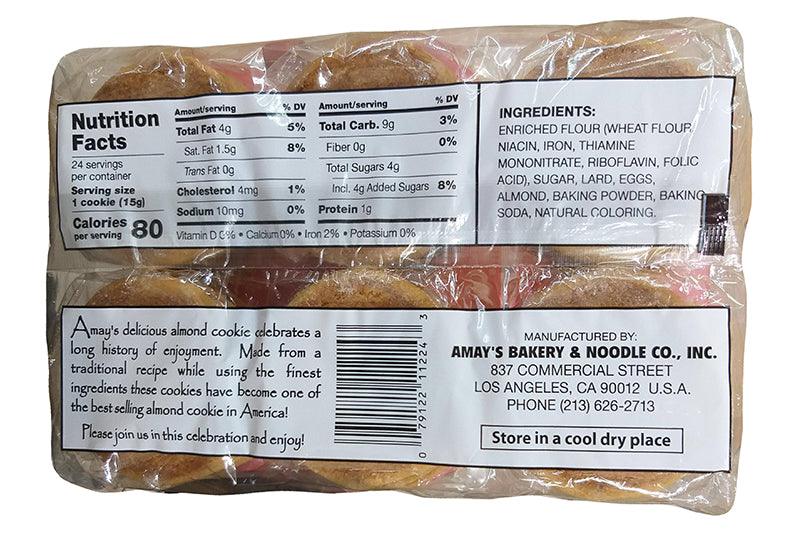 Nutrition
Facts
24 servings
per container
Serving size
1 cookie (15g)
Calories
per serving 80
Amount/serving % DV
Total Fat 4g 5%
Sat. Fat 1.5g 8%
Trans Fat 0g
Cholesterol 4mg 1%
Sodium 10mg 0%
Amount/serving % DV
Total Carb. 9g 3%
Fiber 0g 0%
Total Sugars 4g
Incl. 4g Added Sugars 8%
Protein 1g
Vitamin D 0% • Calcium 0% • Iron 2% • Potassium 0%
INGREDIENTS:
ENRICHED FLOUR (WHEAT FLOUR
NIACIN, IRON, THIAMINE
MONONITRATE, RIBOFLAVIN, FOLIC
ACID), SUGAR, LARD, EGGS,
ALMOND, BAKING POWDER, BAKING
SODA, NATURAL COLORING.
Amay's delicious almond cookie celebrates a
long history of enjoyment. Made from a
traditional recipe while using the finest
ingredients these cookies have become one of
the best selling almond cookie in America!
Please join us in this celebration and enjoy!
0 79122 11224 3
MANUFACTURED BY:
AMAY'S BAKERY & NOODLE CO., INC.
837 COMMERCIAL STREET
LOS ANGELES, CA 90012 U.S.A.
PHONE (213) 626-2713
Store in a cool dry place